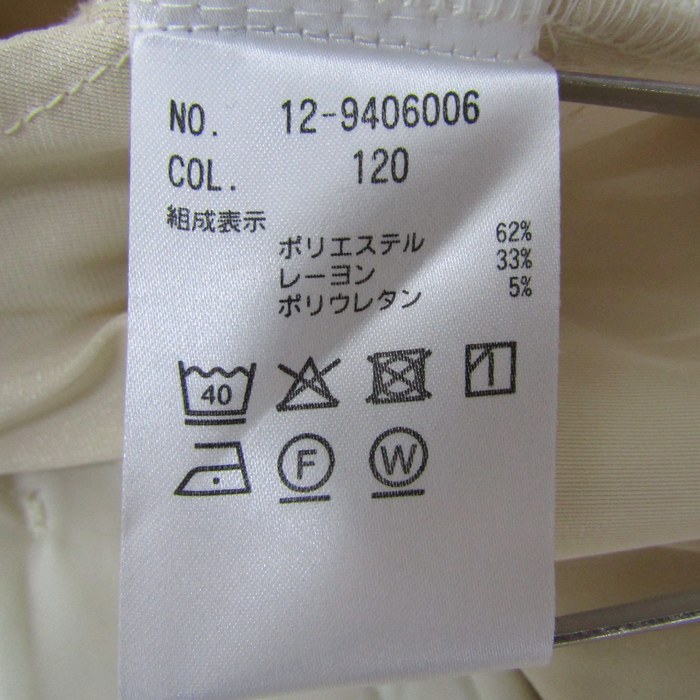 NO. 12-9406006
COL. 120
組成表示
ポリエステル 62%
レーヨン 33%
ポリウレタン 5%
40
F W